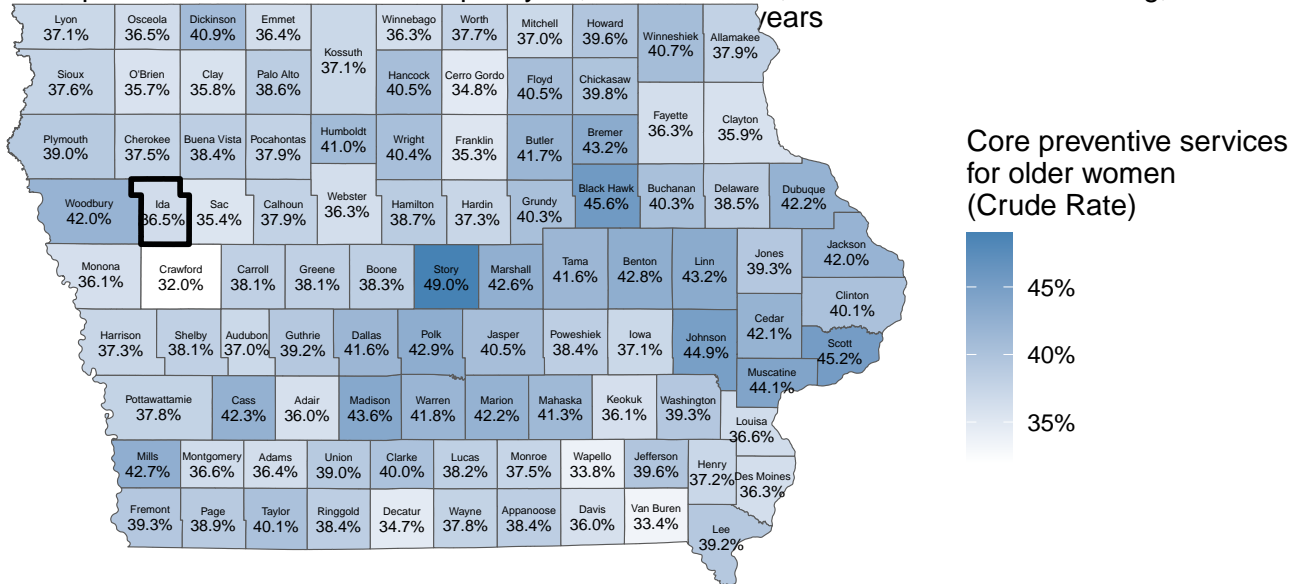 years
Lyon
37.1%
Osceola
36.5%
Dickinson
40.9%
Emmet
36.4%
Kossuth
37.1%
Winnebago
36.3%
Worth
37.7%
Mitchell
37.0%
Howard
39.6%
Winneshiek
40.7%
Allamakee
37.9%
Sioux
37.6%
O'Brien
35.7%
Clay
35.8%
Palo Alto
38.6%
Hancock
40.5%
Cerro Gordo
34.8%
Floyd
40.5%
Chickasaw
39.8%
Fayette
36.3%
Clayton
35.9%
Plymouth
39.0%
Cherokee
37.5%
Buena Vista
38.4%
Pocahontas
37.9%
Humboldt
41.0%
Wright
40.4%
Franklin
35.3%
Butler
41.7%
Bremer
43.2%
Woodbury
42.0%
Ida
36.5%
Sac
35.4%
Calhoun
37.9%
Webster
36.3%
Hamilton
38.7%
Hardin
37.3%
Grundy
40.3%
Black Hawk
45.6%
Buchanan
40.3%
Delaware
38.5%
Dubuque
42.2%
Monona
36.1%
Crawford
32.0%
Carroll
38.1%
Greene
38.1%
Boone
38.3%
Story
49.0%
Marshall
42.6%
Tama
41.6%
Benton
42.8%
Linn
43.2%
Jones
39.3%
Jackson
42.0%
Clinton
40.1%
Harrison
37.3%
Shelby
38.1%
Audubon
37.0%
Guthrie
39.2%
Dallas
41.6%
Polk
42.9%
Jasper
40.5%
Poweshiek
38.4%
Iowa
37.1%
Johnson
44.9%
Cedar
42.1%
Scott
45.2%
Muscatine
44.1%
Pottawattamie
37.8%
Cass
42.3%
Adair
36.0%
Madison
43.6%
Warren
41.8%
Marion
42.2%
Mahaska
41.3%
Keokuk
36.1%
Washington
39.3%
Louisa
36.6%
Mills
42.7%
Montgomery
36.6%
Adams
36.4%
Union
39.0%
Clarke
40.0%
Lucas
38.2%
Monroe
37.5%
Wapello
33.8%
Jefferson
39.6%
Henry
37.2%
Des Moines
36.3%
Fremont
39.3%
Page
38.9%
Taylor
40.1%
Ringgold
38.4%
Decatur
34.7%
Wayne
37.8%
Appanoose
38.4%
Davis
36.0%
Van Buren
33.4%
Lee
39.2%
Core preventive services
for older women
(Crude Rate)
45%
40%
35%